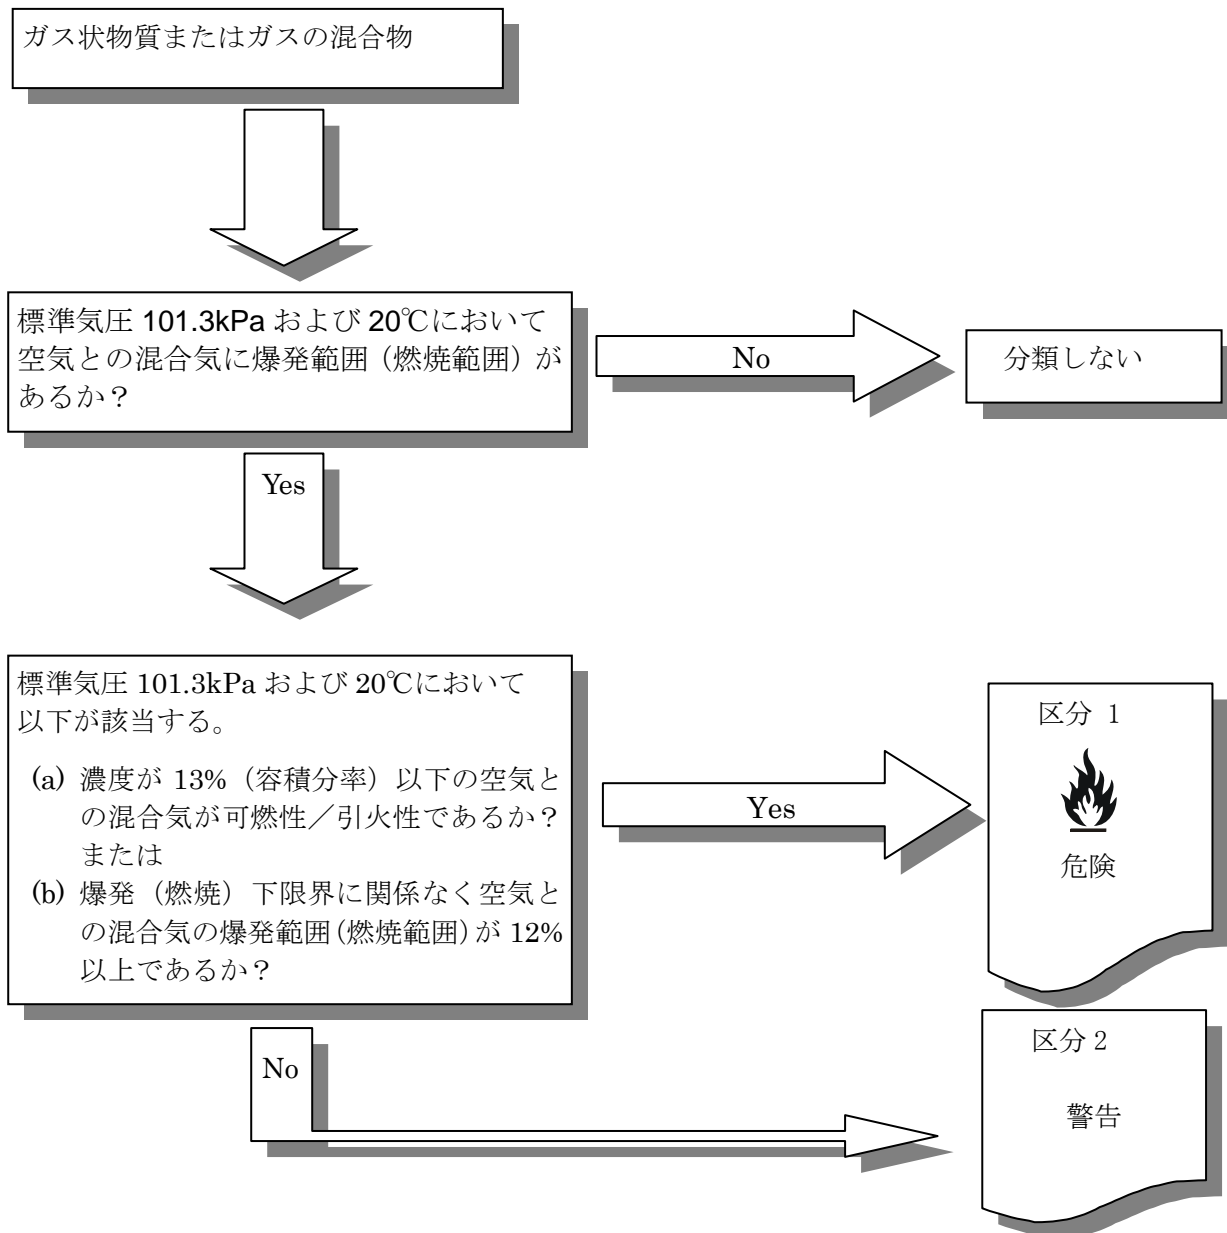 ガス状物質またはガスの混合物
標準気圧 101.3kPa および 20℃において
空気との混合気に爆発範囲（燃焼範囲）が
あるか？
No
分類しない
Yes
標準気圧 101.3kPa および 20℃において
以下が該当する。
(a) 濃度が 13%（容積分率）以下の空気と
の混合気が可燃性／引火性であるか？
または
(b) 爆発（燃焼）下限界に関係なく空気と
の混合気の爆発範囲（燃焼範囲）が 12%
以上であるか？
Yes
区分 1
危険
No
区分 2
警告